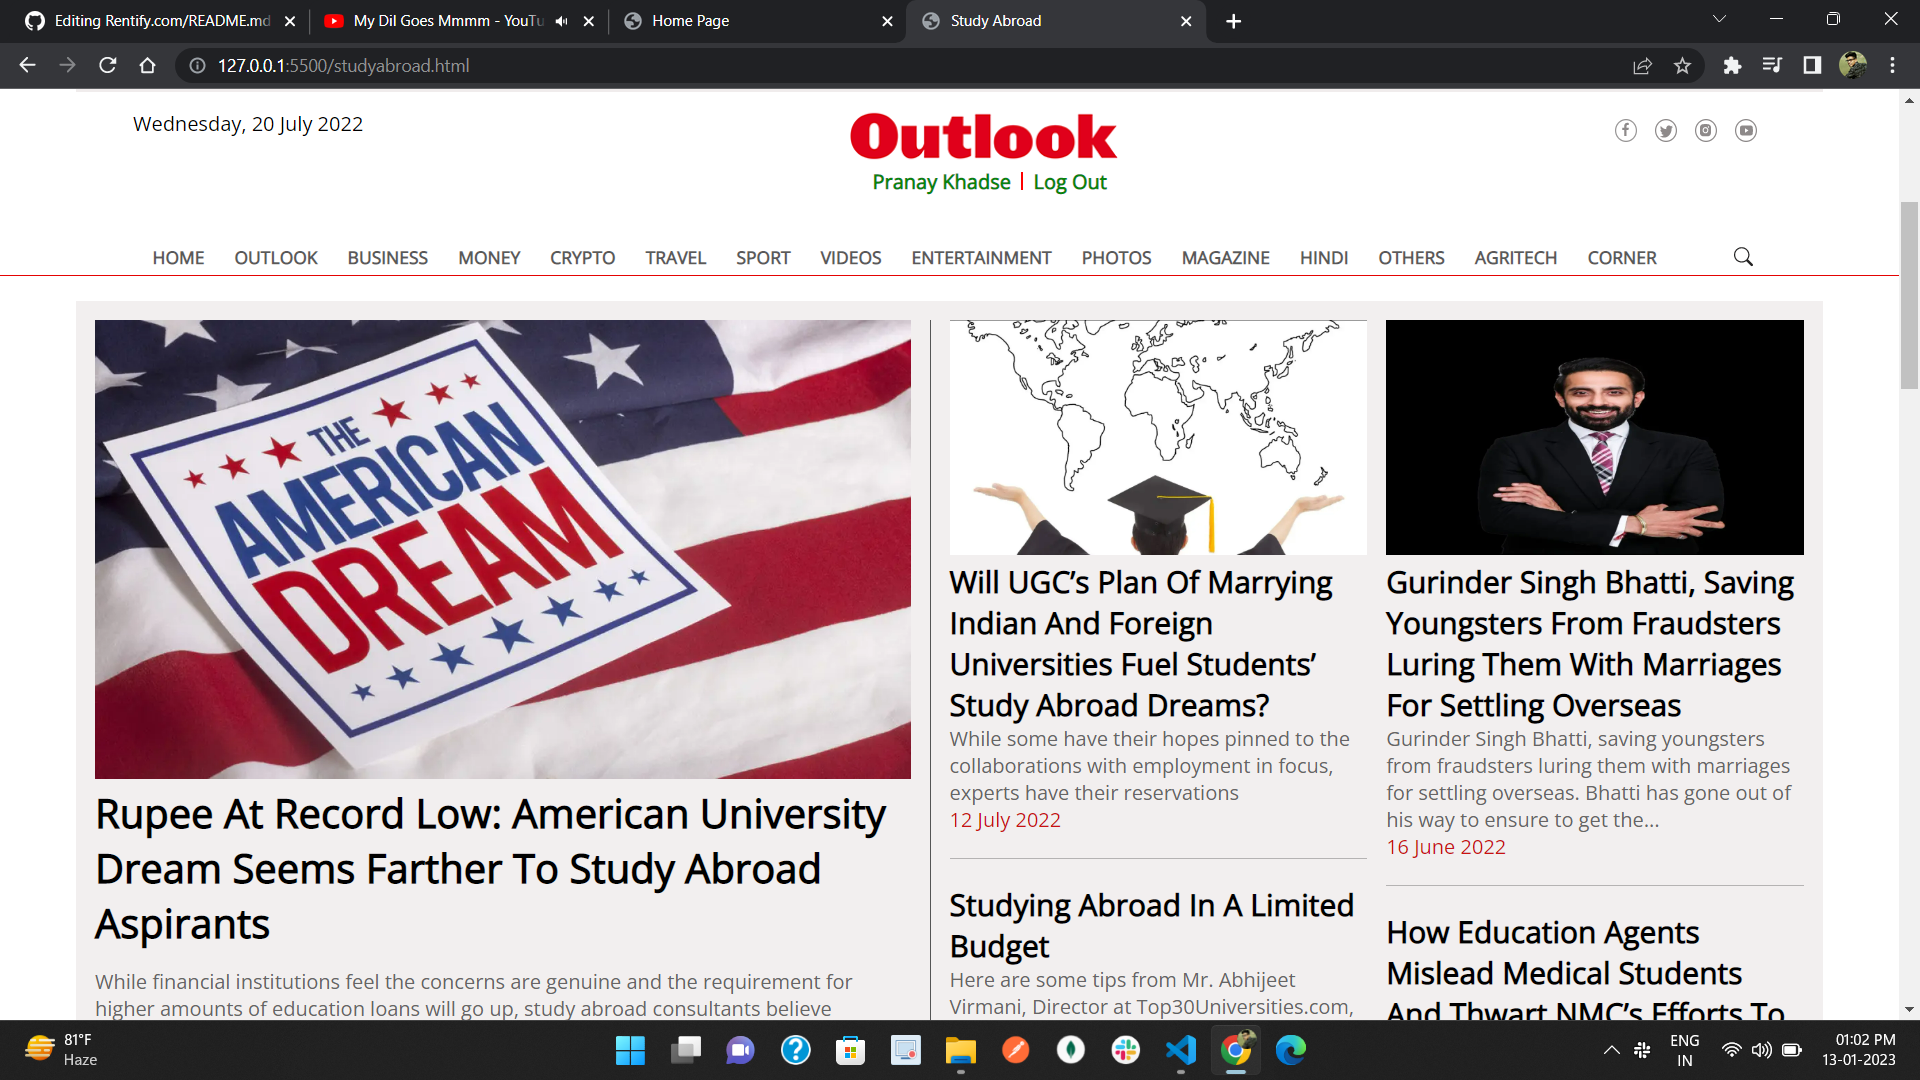 Editing Rentify.com/README.md
My Dil Goes Mmmm - YouTu
Home Page
Study Abroad
127.0.0.1:5500/studyabroad.html
Wednesday, 20 July 2022
Outlook
Pranay Khadse | Log Out
HOME OUTLOOK BUSINESS MONEY CRYPTO TRAVEL SPORT VIDEOS ENTERTAINMENT PHOTOS MAGAZINE HINDI OTHERS AGRITECH CORNER
THE
AMERICAN
DREAM
Rupee At Record Low: American University
Dream Seems Farther To Study Abroad
Aspirants
While financial institutions feel the concerns are genuine and the requirement for
higher amounts of education loans will go up, study abroad consultants believe
Will UGC’s Plan Of Marrying
Indian And Foreign
Universities Fuel Students’
Study Abroad Dreams?
While some have their hopes pinned to the
collaborations with employment in focus,
experts have their reservations
12 July 2022
Studying Abroad In A Limited
Budget
Here are some tips from Mr. Abhijeet
Virmani, Director at Top30Universities.com,
Gurinder Singh Bhatti, Saving
Youngsters From Fraudsters
Luring Them With Marriages
For Settling Overseas
Gurinder Singh Bhatti, saving youngsters
from fraudsters luring them with marriages
for settling overseas. Bhatti has gone out of
his way to ensure to get the...
16 June 2022
How Education Agents
Mislead Medical Students
And Thwart NMC’s Efforts To
81°F
Haze
ENG
IN
01:02 PM
13-01-2023